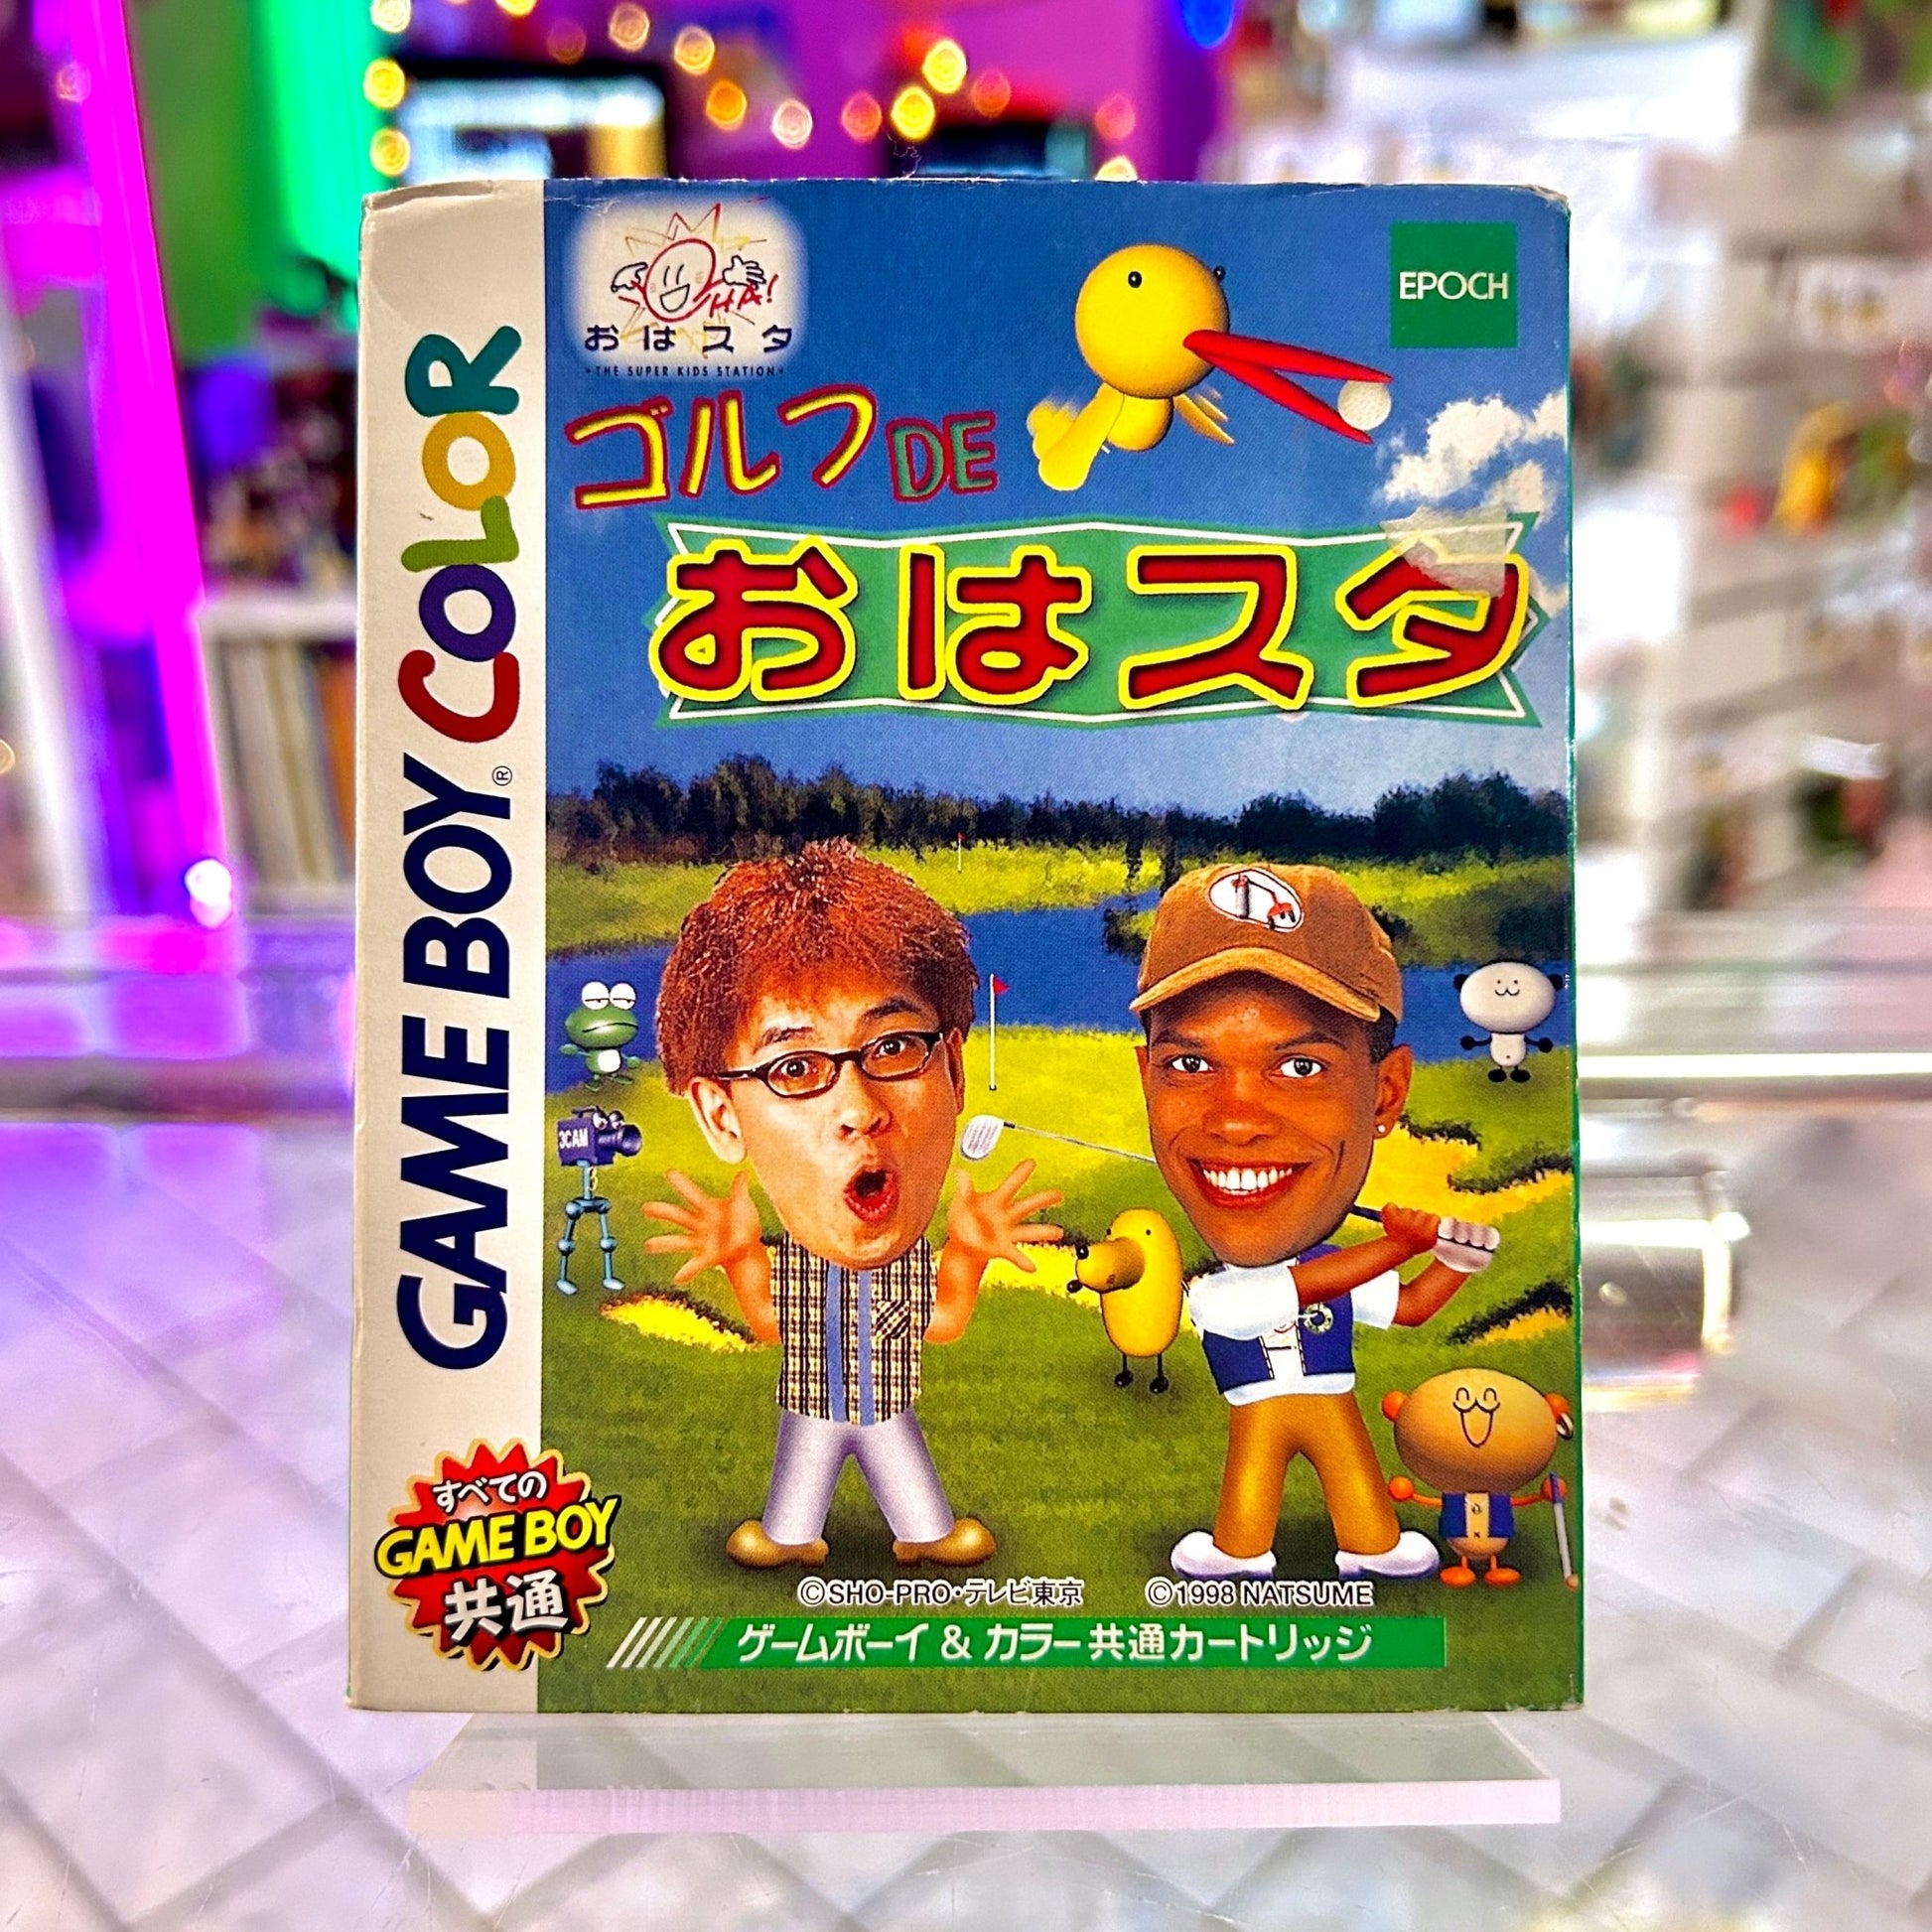 OHA!
おはスタ
・THE SUPER KIDS STATION・
EPOCH
ゴルフDE
おはスタ
GAME BOY COLOR
®
3CAM
すべての
GAME BOY
共通
©SHO-PRO・テレビ東京
©1998 NATSUME
ゲームボーイ & カラー共通カートリッジ